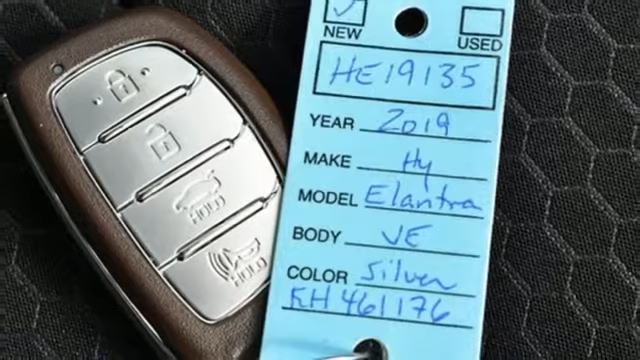 NEW USED
HE19135
YEAR 2019
MAKE Hy
MODEL Elantra
BODY VE
COLOR Silver
KH461176
HOLD
HOLD